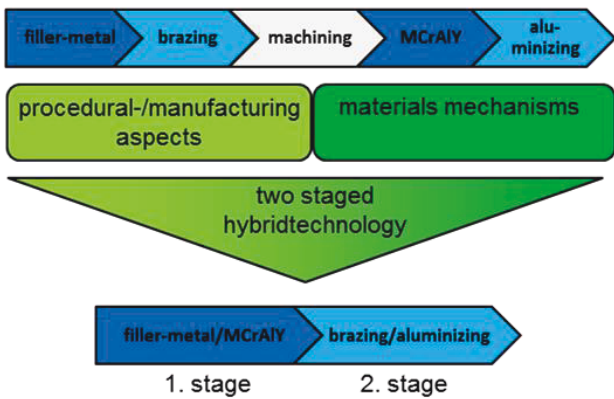 filler-metal brazing machining MCrAlY alu-
minizing
procedural-/manufacturing materials mechanisms
aspects
two staged
hybridtechnology
filler-metal/MCrAlY brazing/aluminizing
1. stage 2. stage